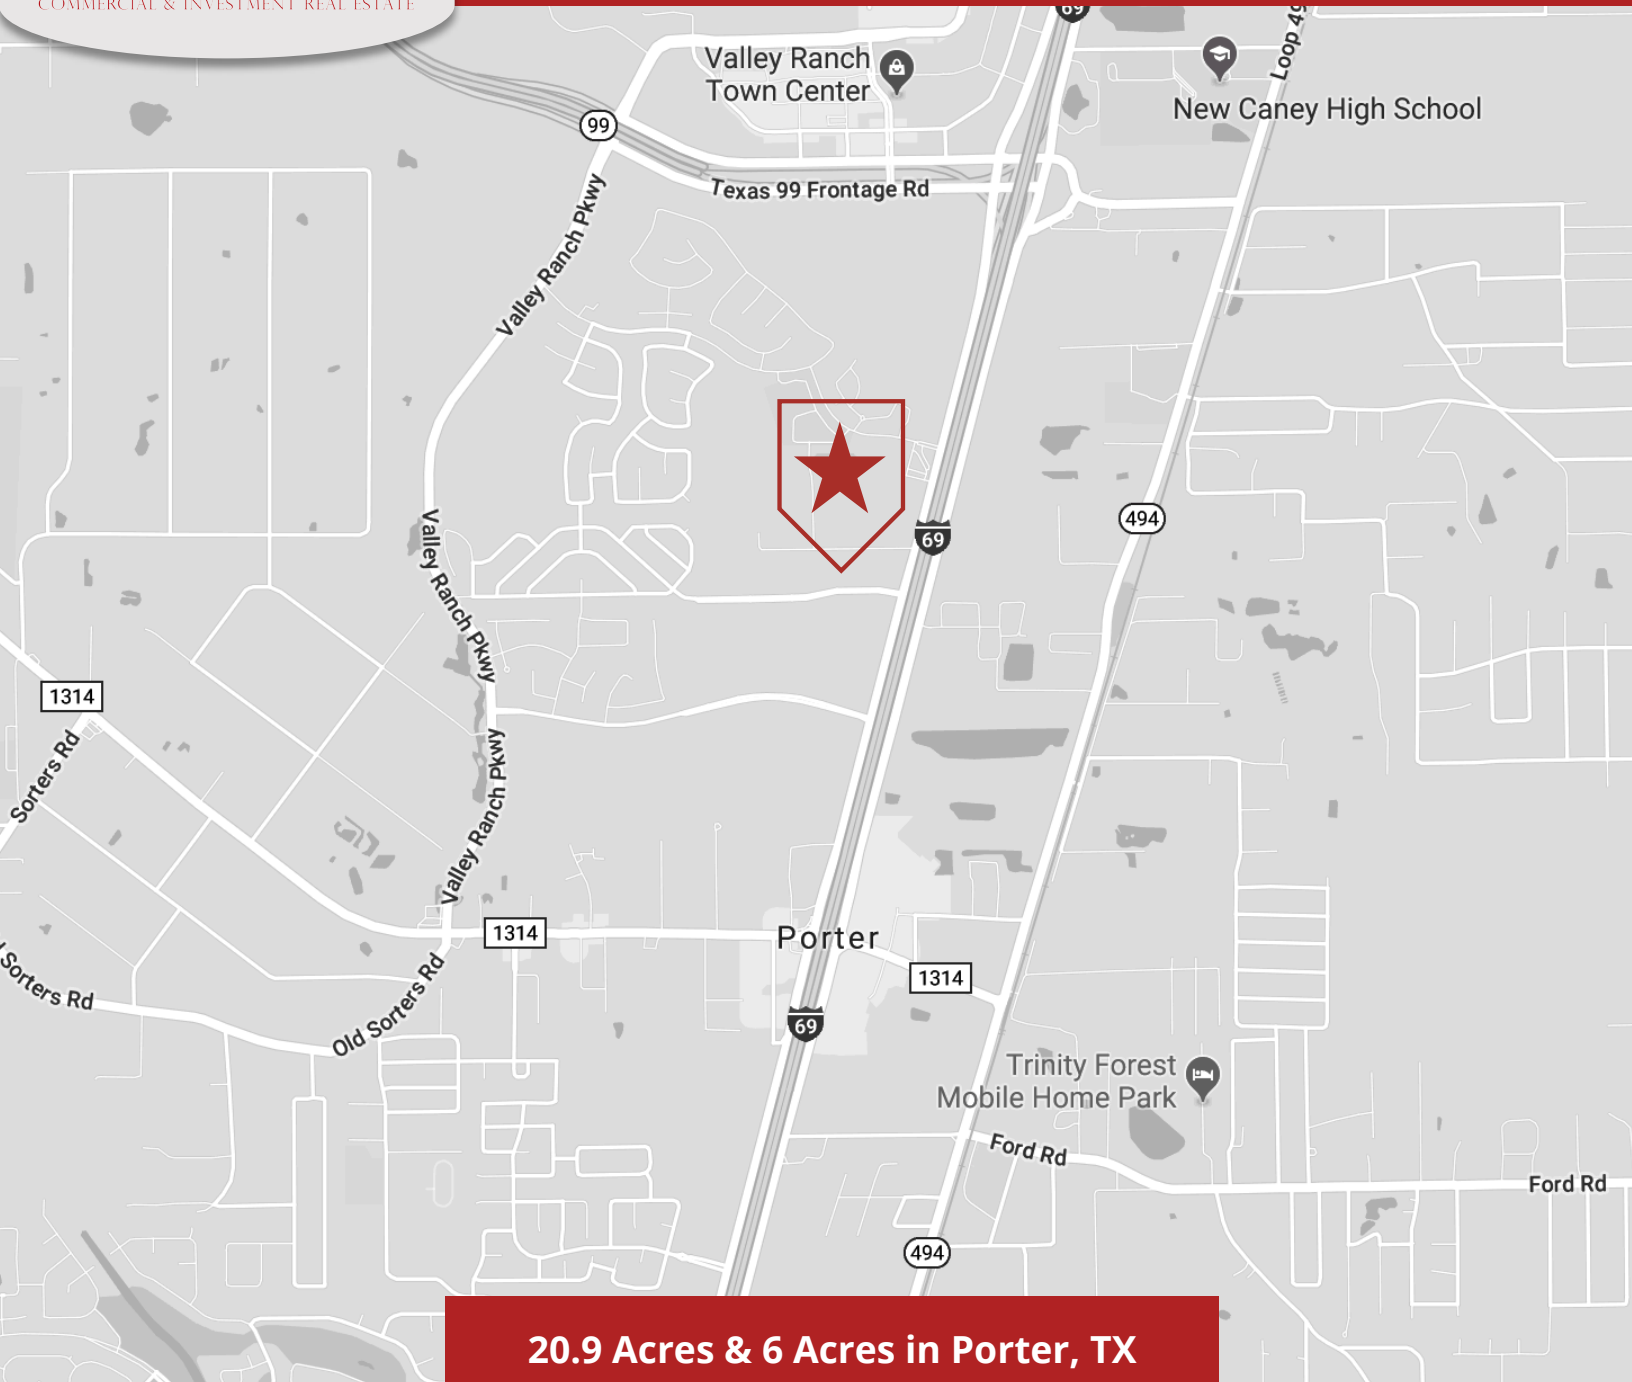 COMMERCIAL & INVESTMENT REAL ESTATE
69
Loop 49
Valley Ranch
Town Center
New Caney High School
99
Texas 99 Frontage Rd
Valley Ranch Pkwy
494
69
Valley Ranch Pkwy
1314
Sorters Rd
Valley Ranch Pkwy
1314
Porter
1314
Sorters Rd
Old Sorters Rd
69
Trinity Forest
Mobile Home Park
Ford Rd
Ford Rd
494
20.9 Acres & 6 Acres in Porter, TX